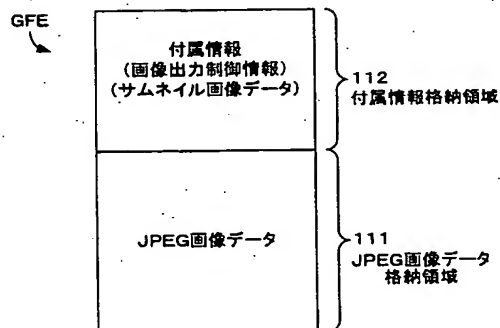 GFE
付属情報
(画像出力制御情報)
(サムネイル画像データ)
112
付属情報格納領域
JPEG画像データ
111
JPEG画像データ
格納領域